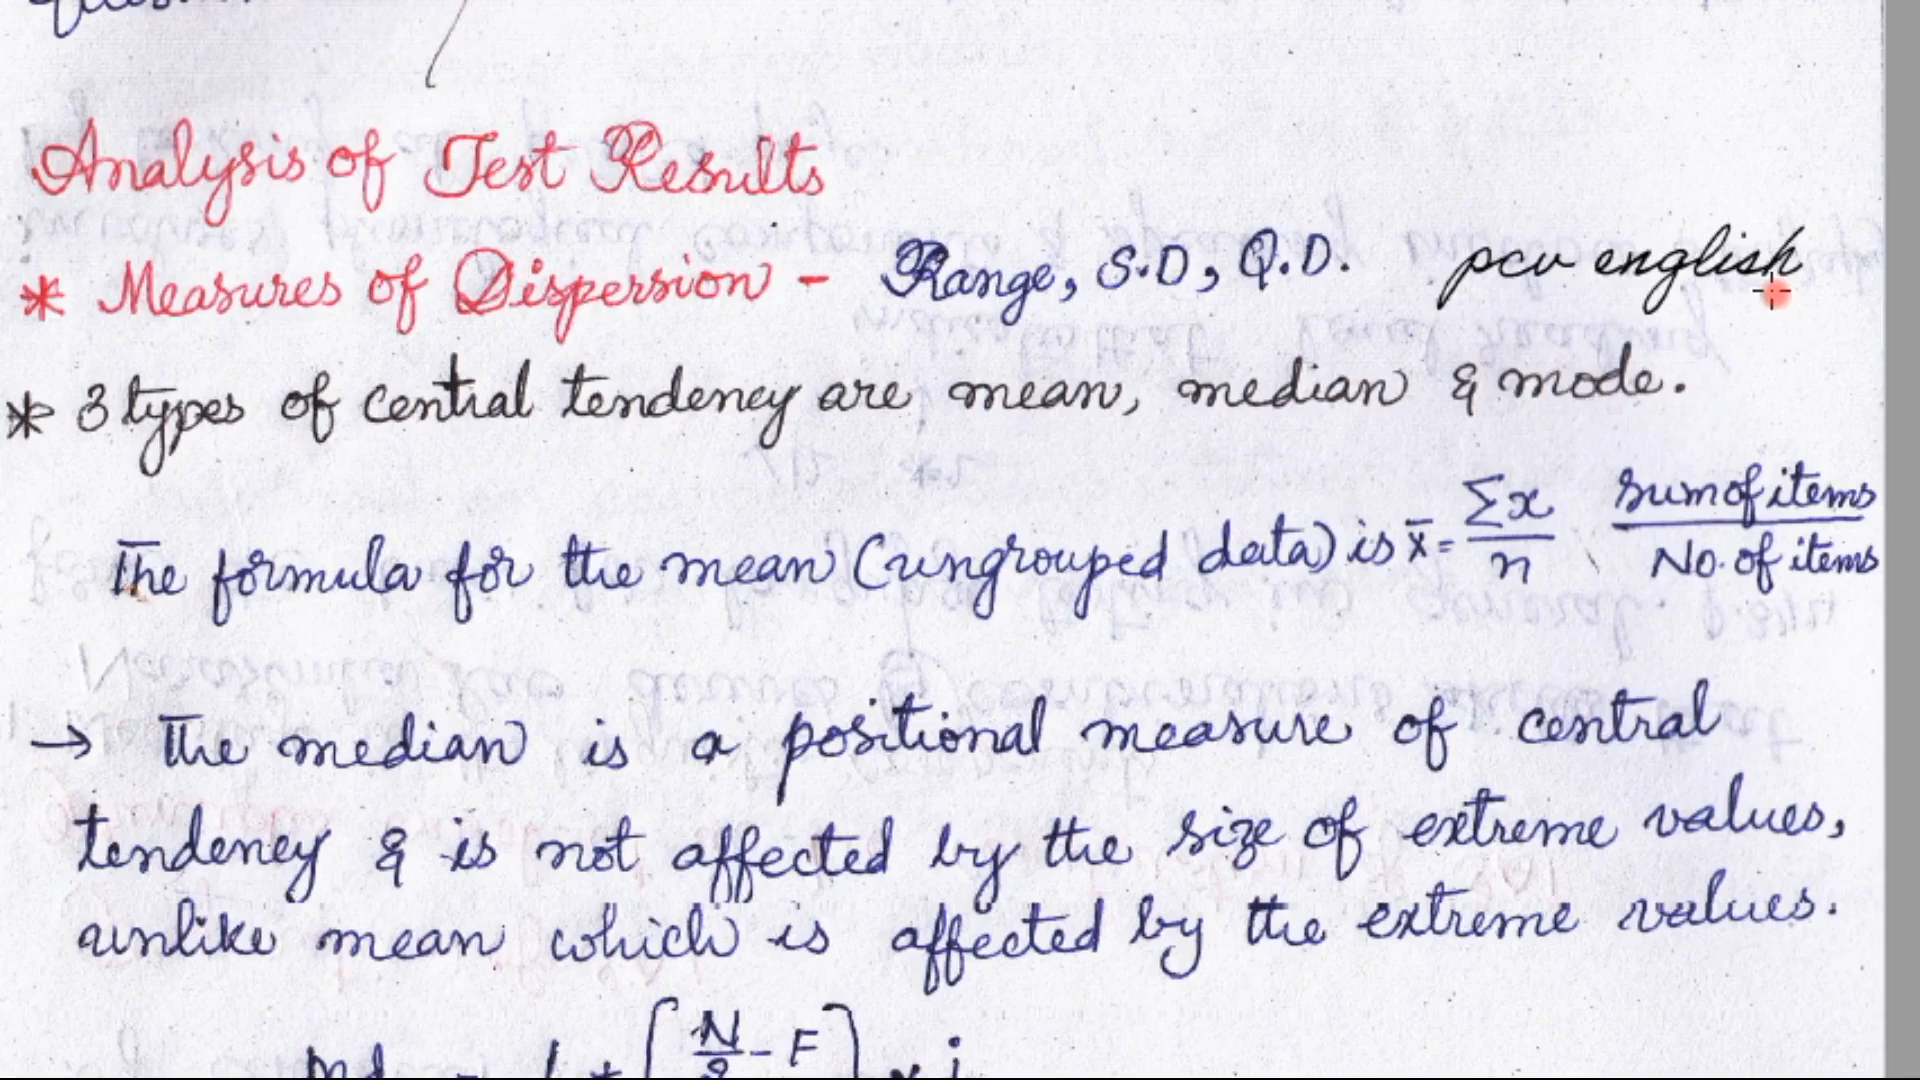 Analysis of Test Results
* Measures of Dispersion - Range, S.D, Q.D. pcv english
* 3 types of central tendency are mean, median & mode.
The formula for the mean (ungrouped data) is x̄ = Σx / n sum of items / No. of items
→ The median is a positional measure of central
tendency & is not affected by the size of extreme values,
unlike mean which is affected by the extreme values.
N/2 - F